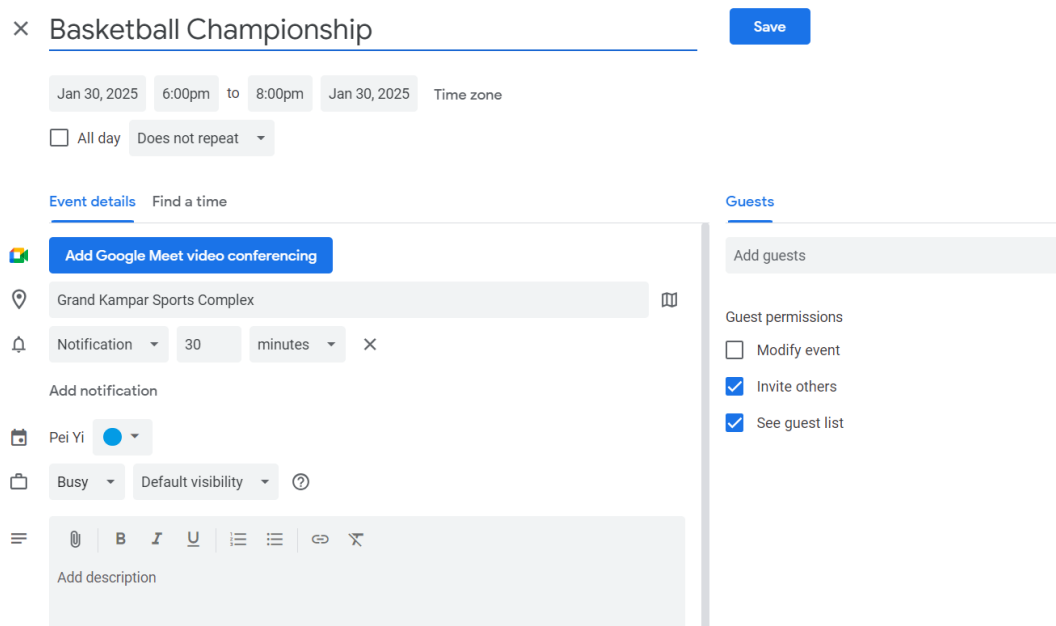 Basketball Championship
Save
Jan 30, 2025 6:00pm to 8:00pm Jan 30, 2025 Time zone
All day Does not repeat
Event details Find a time
Guests
Add Google Meet video conferencing
Add guests
Grand Kampar Sports Complex
Guest permissions
Notification 30 minutes
Modify event
Invite others
Add notification
See guest list
Pei Yi
Busy Default visibility
B I U
Add description